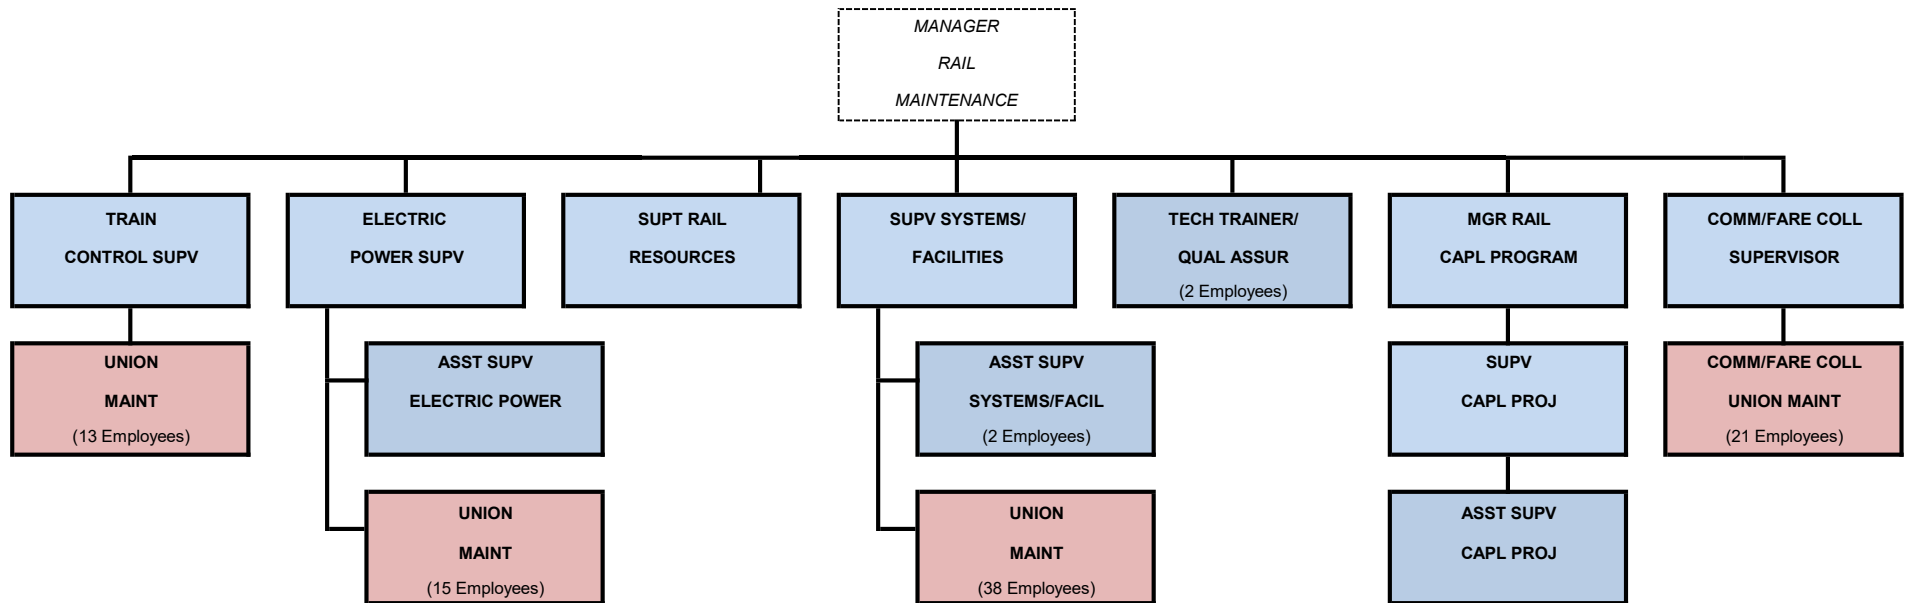 MANAGER
RAIL
MAINTENANCE
TRAIN
CONTROL SUPV
ELECTRIC
POWER SUPV
SUPT RAIL
RESOURCES
SUPV SYSTEMS/
FACILITIES
TECH TRAINER/
QUAL ASSUR
(2 Employees)
MGR RAIL
CAPL PROGRAM
COMM/FARE COLL
SUPERVISOR
UNION
MAINT
(13 Employees)
ASST SUPV
ELECTRIC POWER
ASST SUPV
SYSTEMS/FACIL
(2 Employees)
SUPV
CAPL PROJ
COMM/FARE COLL
UNION MAINT
(21 Employees)
UNION
MAINT
(15 Employees)
UNION
MAINT
(38 Employees)
ASST SUPV
CAPL PROJ